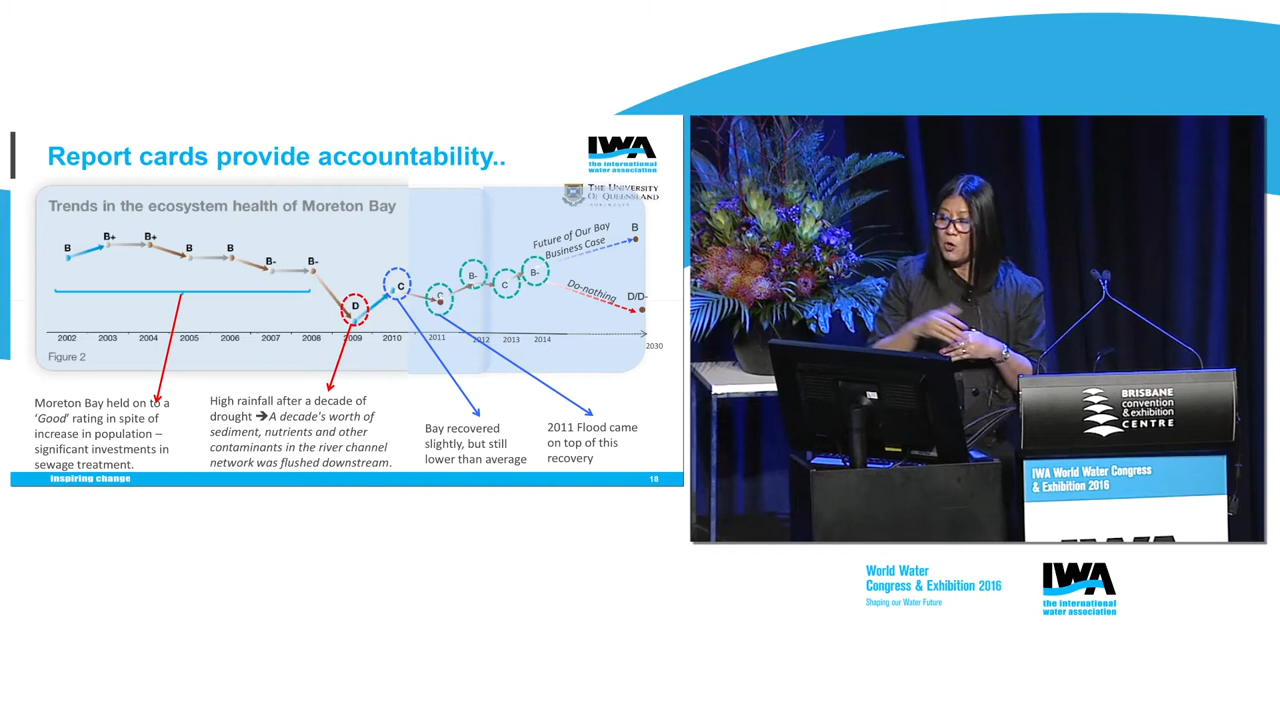 Report cards provide accountability..
IWA
the international
water association
THE UNIVERSITY
OF QUEENSLAND
Trends in the ecosystem health of Moreton Bay
B
B+
B+
B
B
B-
B-
D
C
C
B-
C
B-
Future of Our Bay
Business Case
B
Do-nothing
D/D-
2002
2003
2004
2005
2006
2007
2008
2009
2010
2011
2012
2013
2014
2030
Figure 2
Moreton Bay held on to a
‘Good’ rating in spite of
increase in population –
significant investments in
sewage treatment.
High rainfall after a decade of
drought ➔A decade's worth of
sediment, nutrients and other
contaminants in the river channel
network was flushed downstream.
Bay recovered
slightly, but still
lower than average
2011 Flood came
on top of this
recovery
inspiring change
18
BRISBANE
convention
& exhibition
CENTRE
IWA World Water Congress
& Exhibition 2016
IWA
World Water
Congress & Exhibition 2016
Shaping our Water Future
IWA
the international
water association